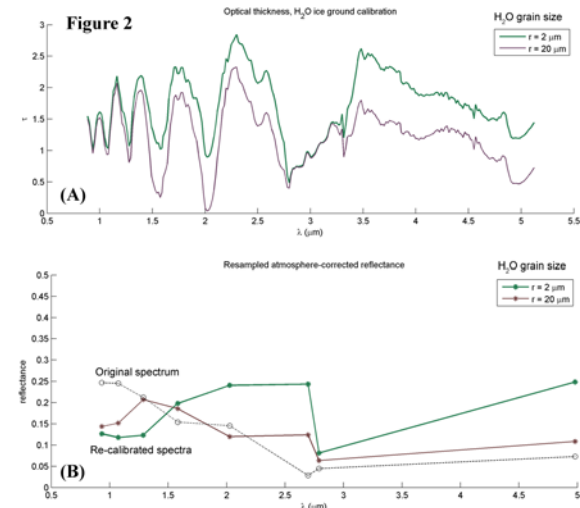 Figure 2
Optical thickness, H₂O ice ground calibration
H₂O grain size
r = 2 μm
r = 20 μm
3
2.5
2
τ
1.5
1
0.5
0
(A)
0.5 1 1.5 2 2.5 3 3.5 4 4.5 5 5.5
λ (μm)
Resampled atmosphere-corrected reflectance
H₂O grain size
r = 2 μm
r = 20 μm
0.5
0.45
0.4
0.35
0.3
0.25
reflectance
0.2
0.15
0.1
0.05
0
Original spectrum
Re-calibrated spectra
(B)
0.5 1 1.5 2 2.5 3 3.5 4 4.5 5
λ (μm)